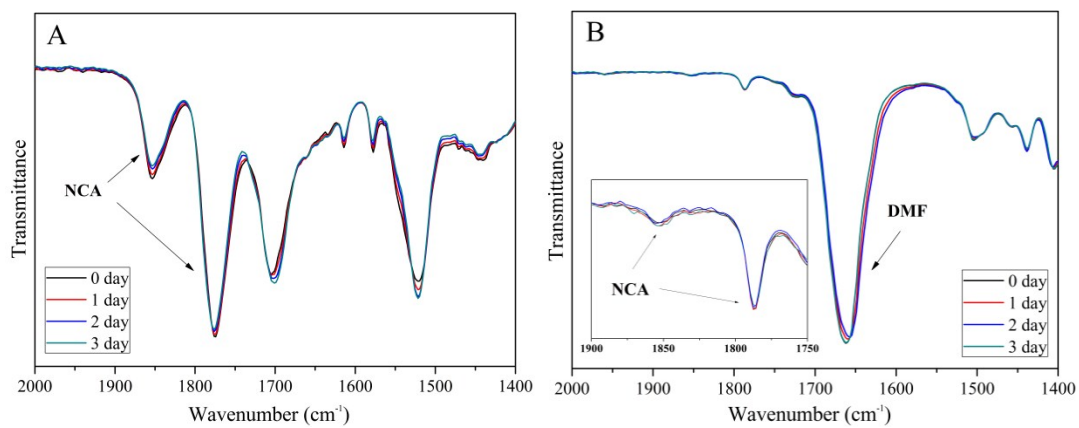 A
Transmittance
NCA
0 day
1 day
2 day
3 day
2000 1900 1800 1700 1600 1500 1400
Wavenumber (cm-1)
B
Transmittance
DMF
NCA
1900 1850 1800 1750
0 day
1 day
2 day
3 day
2000 1900 1800 1700 1600 1500 1400
Wavenumber (cm-1)